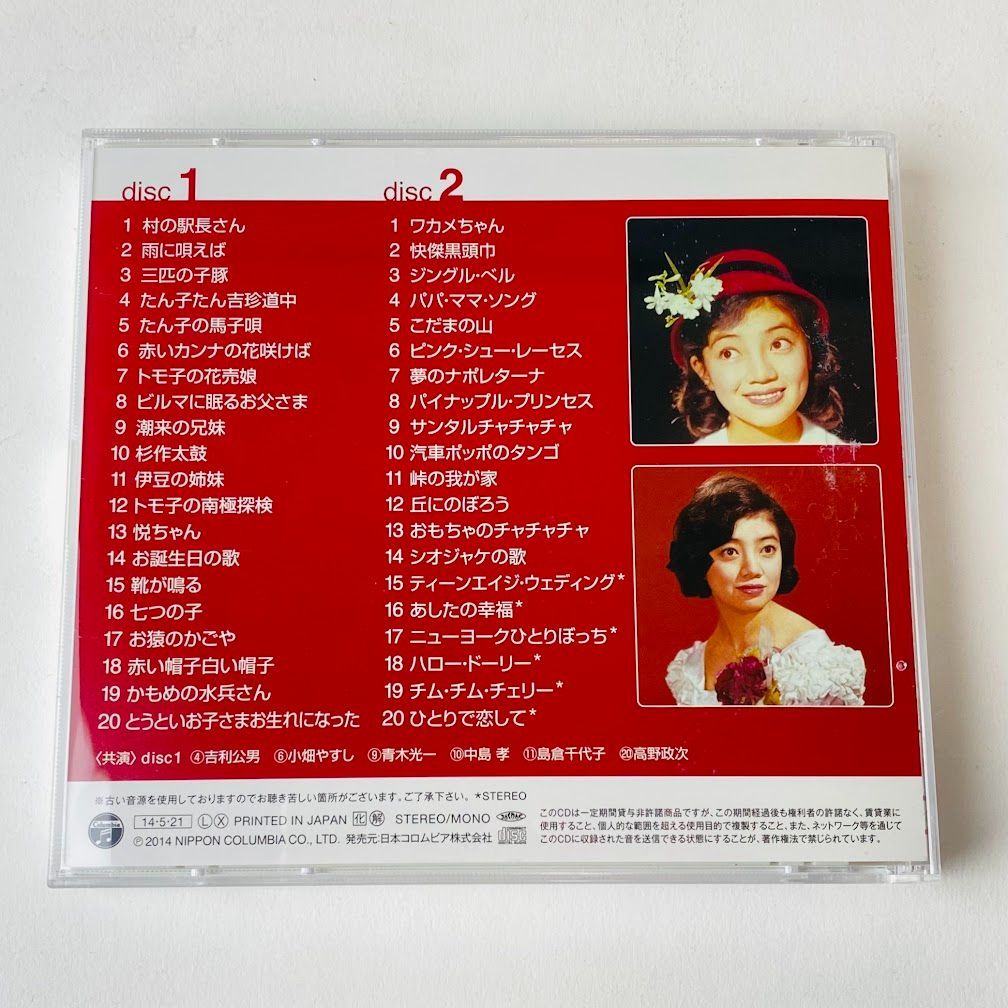 disc 1
1 村の駅長さん
2 雨に唄えば
3 三匹の子豚
4 たん子たん吉珍道中
5 たん子の馬子唄
6 赤いカンナの花咲けば
7 トモ子の花売娘
8 ビルマに眠るお父さま
9 潮来の兄妹
10 杉作太鼓
11 伊豆の姉妹
12 トモ子の南極探検
13 悦ちゃん
14 お誕生日の歌
15 靴が鳴る
16 七つの子
17 お猿のかごや
18 赤い帽子白い帽子
19 かもめの水兵さん
20 とうといお子さまお生れになった
disc 2
1 ワカメちゃん
2 快傑黒頭巾
3 ジングル・ベル
4 パパ・ママ・ソング
5 こだまの山
6 ピンク・シュー・レーセス
7 夢のナポレターナ
8 パイナップル・プリンセス
9 サンタルチャチャチャ
10 汽車ポッポのタンゴ
11 峠の我が家
12 丘にのぼろう
13 おもちゃのチャチャチャ
14 シオジャケの歌
15 ティーンエイジ・ウェディング*
16 あしたの幸福*
17 ニューヨークひとりぼっち*
18 ハロー・ドーリー*
19 チム・チム・チェリー*
20 ひとりで恋して*
〈共演〉disc1 ④吉利公男 ⑥小畑やすし ⑨青木光一 ⑩中島 孝 ⑪島倉千代子 ⑳高野政次
※古い音源を使用しておりますのでお聴き苦しい箇所がございます。ご了承下さい。 *STEREO
14・5・21 Ⓛ Ⓧ PRINTED IN JAPAN 化 解 STEREO/MONO
Ⓟ2014 NIPPON COLUMBIA CO., LTD. 発売元:日本コロムビア株式会社
このCDは一定期間貸与非許諾商品ですが、この期間経過後も権利者の許諾なく、賃貸業に
使用すること、個人的な範囲を超える使用目的で複製すること、また、ネットワーク等を通じて
このCDに収録された音を送信できる状態にすることが、著作権法で禁じられています。